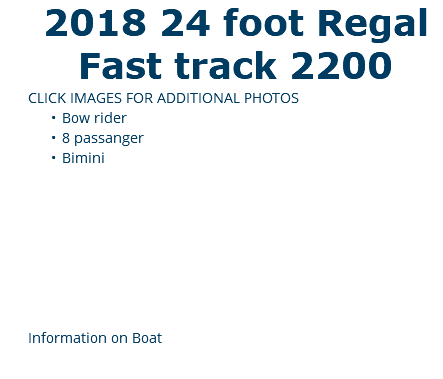 2018 24 foot Regal
Fast track 2200
CLICK IMAGES FOR ADDITIONAL PHOTOS
• Bow rider
• 8 passanger
• Bimini
Information on Boat